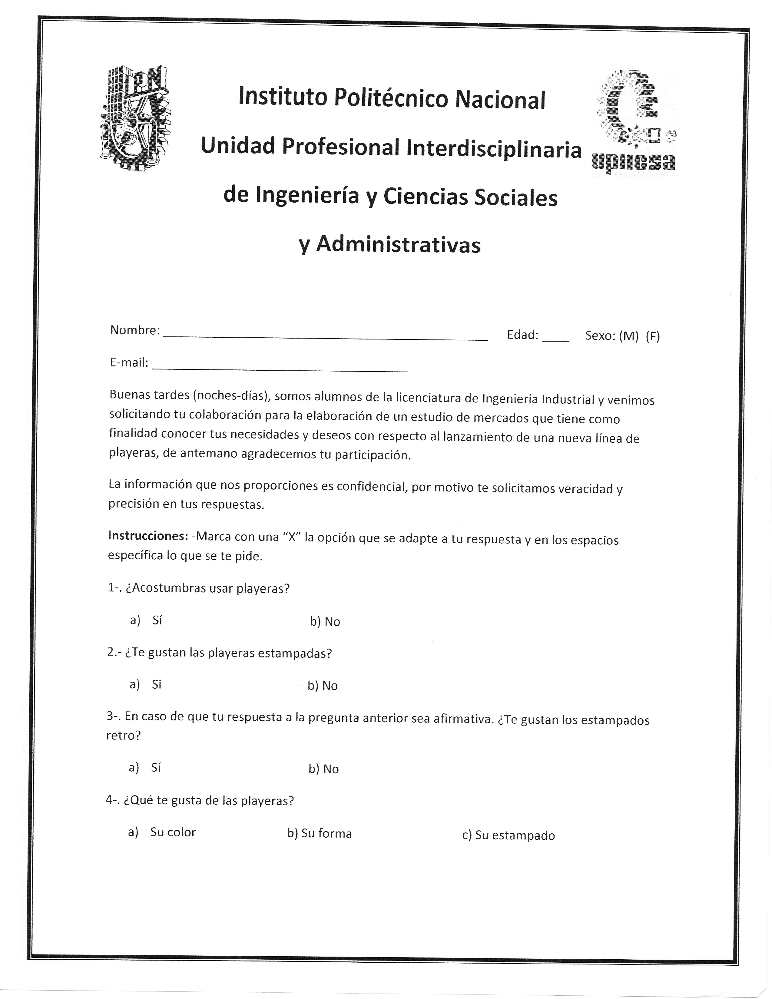 IPN
Instituto Politécnico Nacional
Unidad Profesional Interdisciplinaria
upiicsa
de Ingeniería y Ciencias Sociales
y Administrativas
Nombre: ____ Edad: ____ Sexo: (M) (F)
E-mail: ____
Buenas tardes (noches-días), somos alumnos de la licenciatura de Ingeniería Industrial y venimos
solicitando tu colaboración para la elaboración de un estudio de mercados que tiene como
finalidad conocer tus necesidades y deseos con respecto al lanzamiento de una nueva línea de
playeras, de antemano agradecemos tu participación.
La información que nos proporciones es confidencial, por motivo te solicitamos veracidad y
precisión en tus respuestas.
Instrucciones: -Marca con una “X” la opción que se adapte a tu respuesta y en los espacios
específica lo que se te pide.
1-. ¿Acostumbras usar playeras?
a) Sí b) No
2.- ¿Te gustan las playeras estampadas?
a) Si b) No
3-. En caso de que tu respuesta a la pregunta anterior sea afirmativa. ¿Te gustan los estampados
retro?
a) Sí b) No
4-. ¿Qué te gusta de las playeras?
a) Su color b) Su forma c) Su estampado